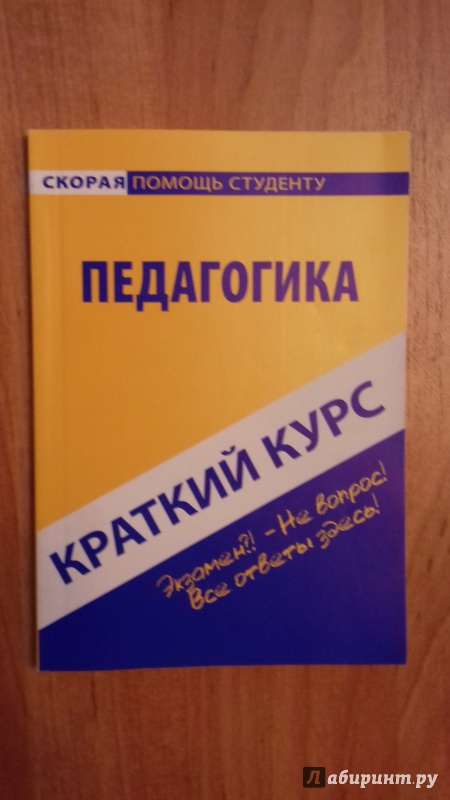 СКОРАЯ ПОМОЩЬ СТУДЕНТУ
ПЕДАГОГИКА
КРАТКИЙ КУРС
Экзамен?! - Не вопрос!
Все ответы здесь!
Лабиринт.ру